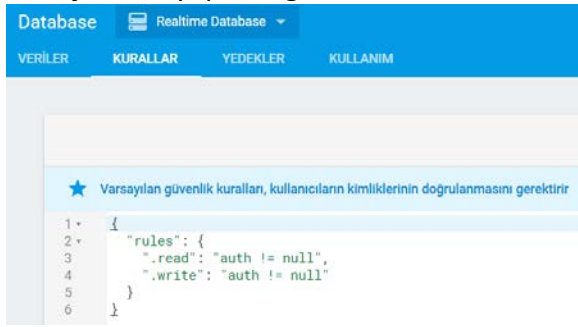 Database Realtime Database
VERİLER KURALLAR YEDEKLER KULLANIM
Varsayılan güvenlik kuralları, kullanıcıların kimliklerinin doğrulanmasını gerektirir
1 {
2 "rules": {
3 ".read": "auth != null",
4 ".write": "auth != null"
5 }
6 }